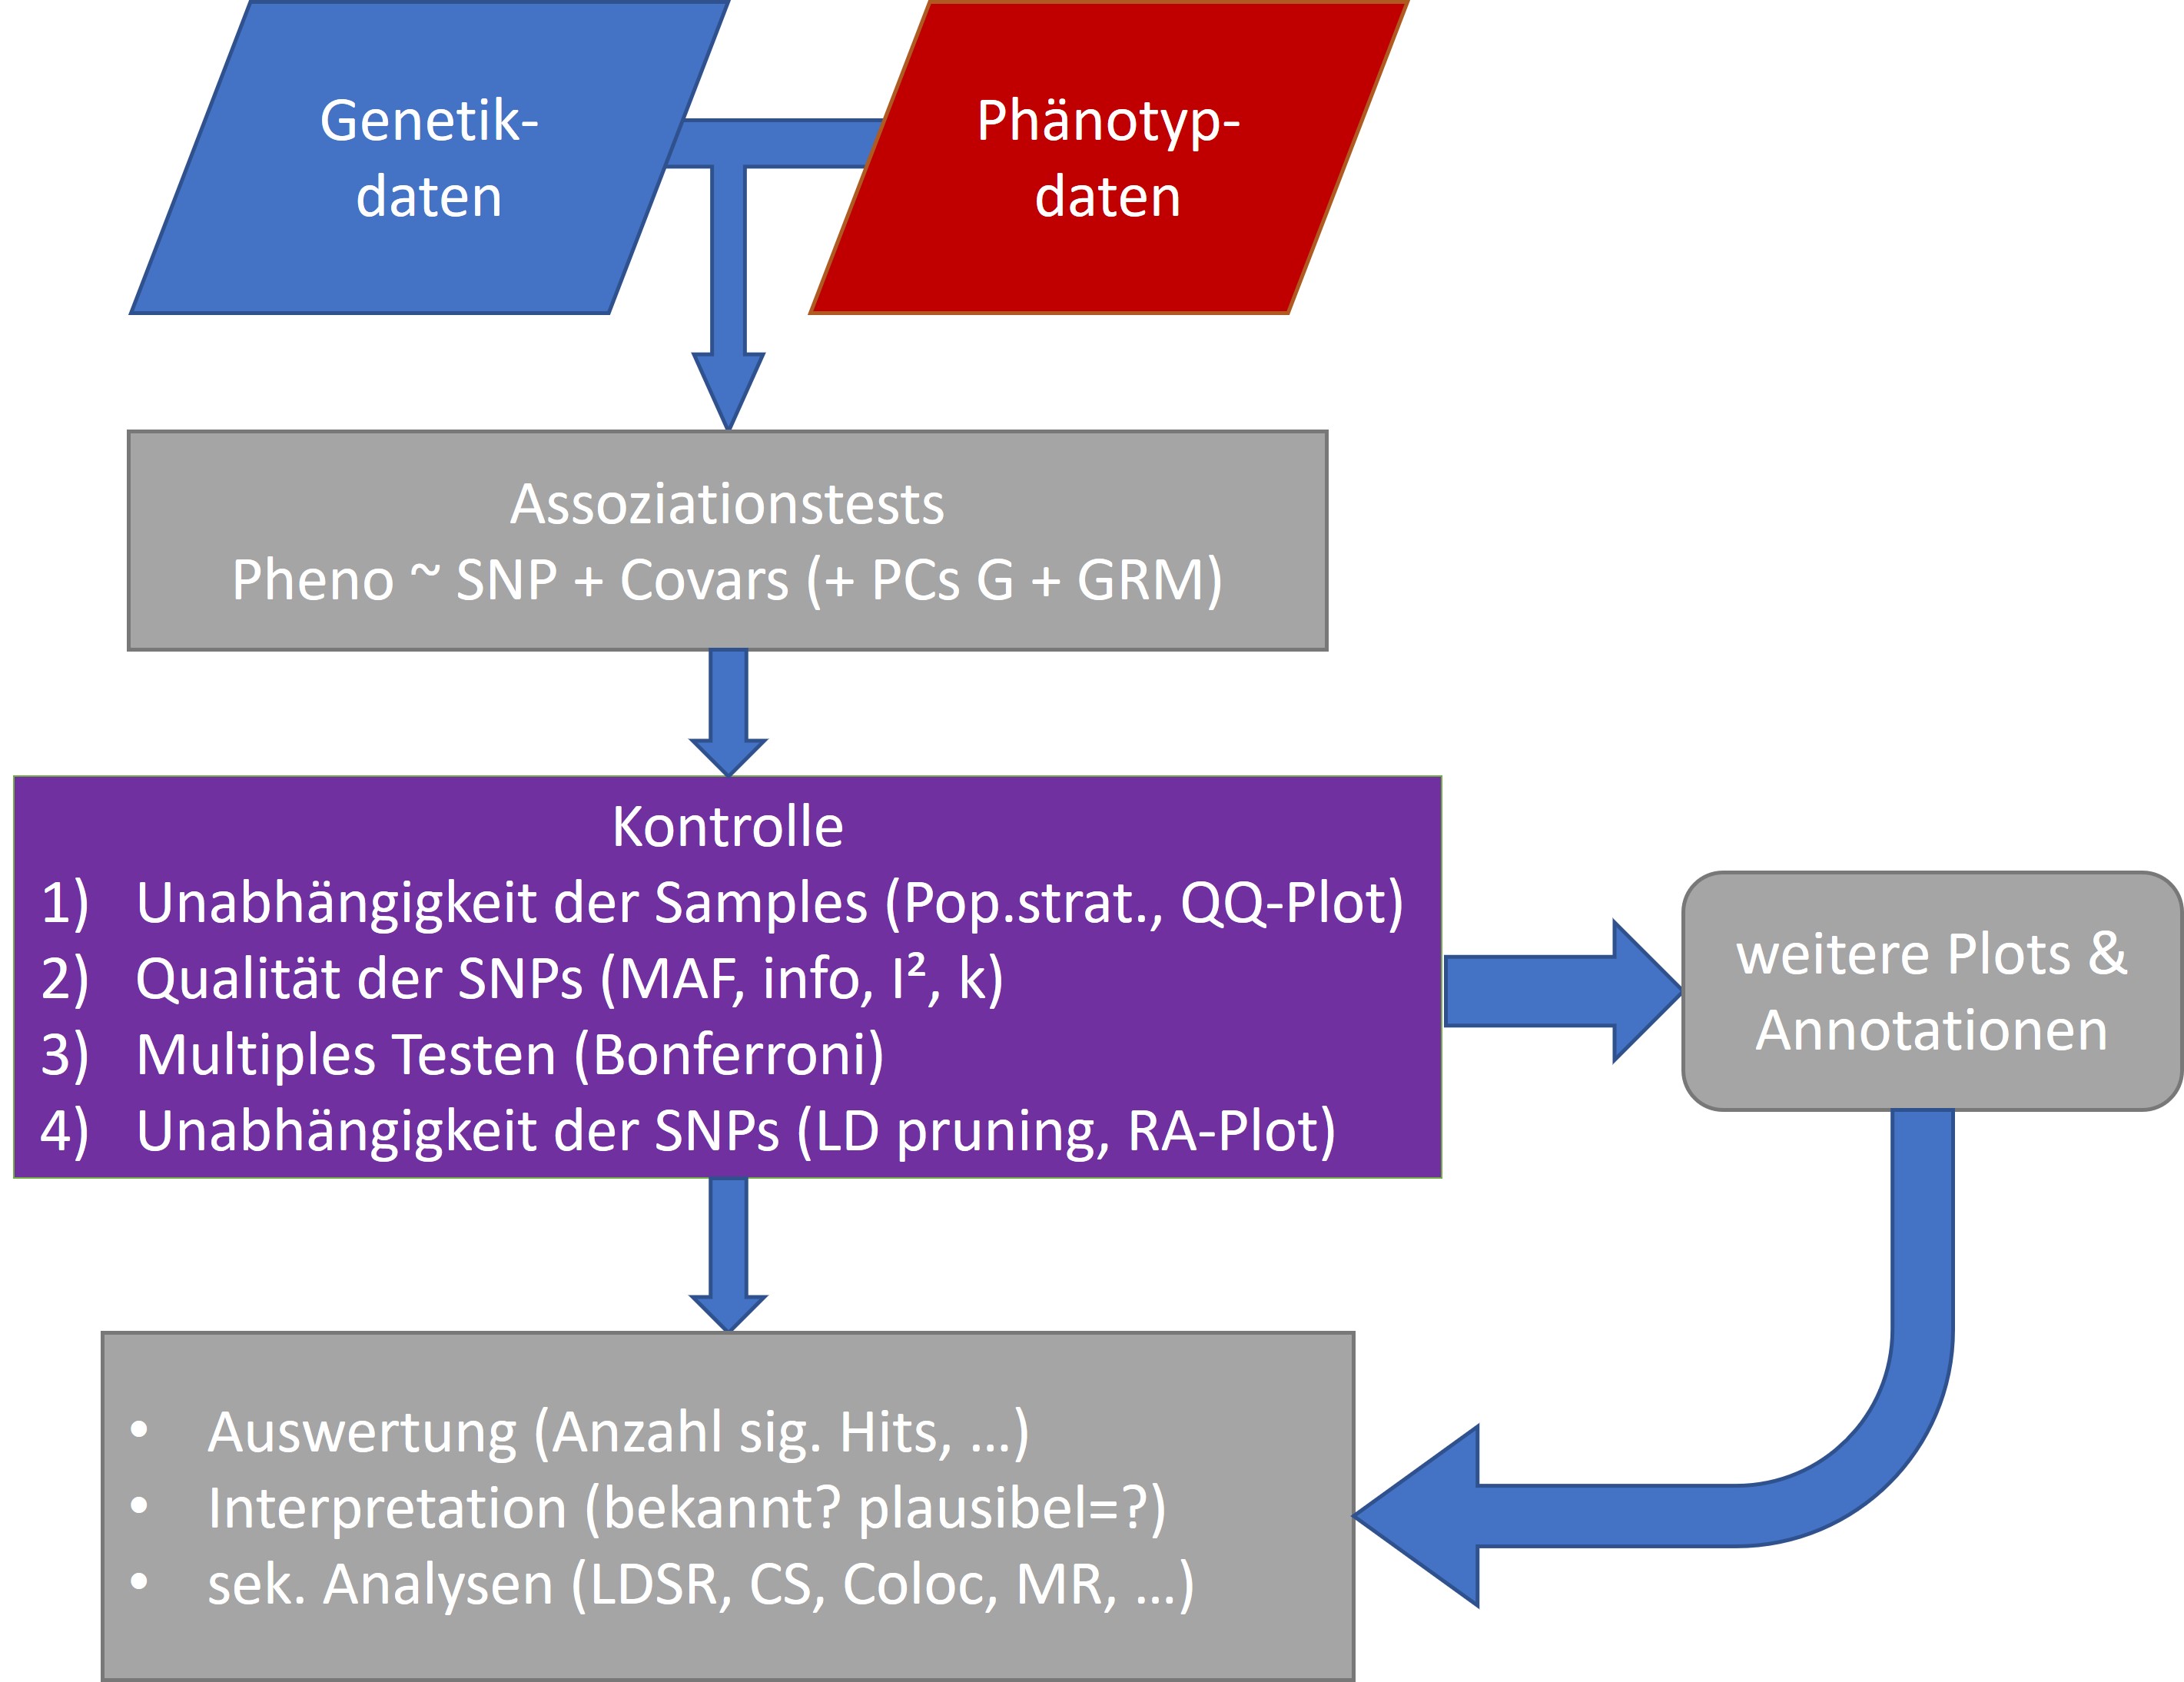 Genetik-
daten
Phänotyp-
daten
Assoziationstests
Pheno ~ SNP + Covars (+ PCs G + GRM)
Kontrolle
1) Unabhängigkeit der Samples (Pop.strat., QQ-Plot)
2) Qualität der SNPs (MAF, info, I², k)
3) Multiples Testen (Bonferroni)
4) Unabhängigkeit der SNPs (LD pruning, RA-Plot)
weitere Plots &
Annotationen
• Auswertung (Anzahl sig. Hits, ...)
• Interpretation (bekannt? plausibel=?)
• sek. Analysen (LDSR, CS, Coloc, MR, ...)